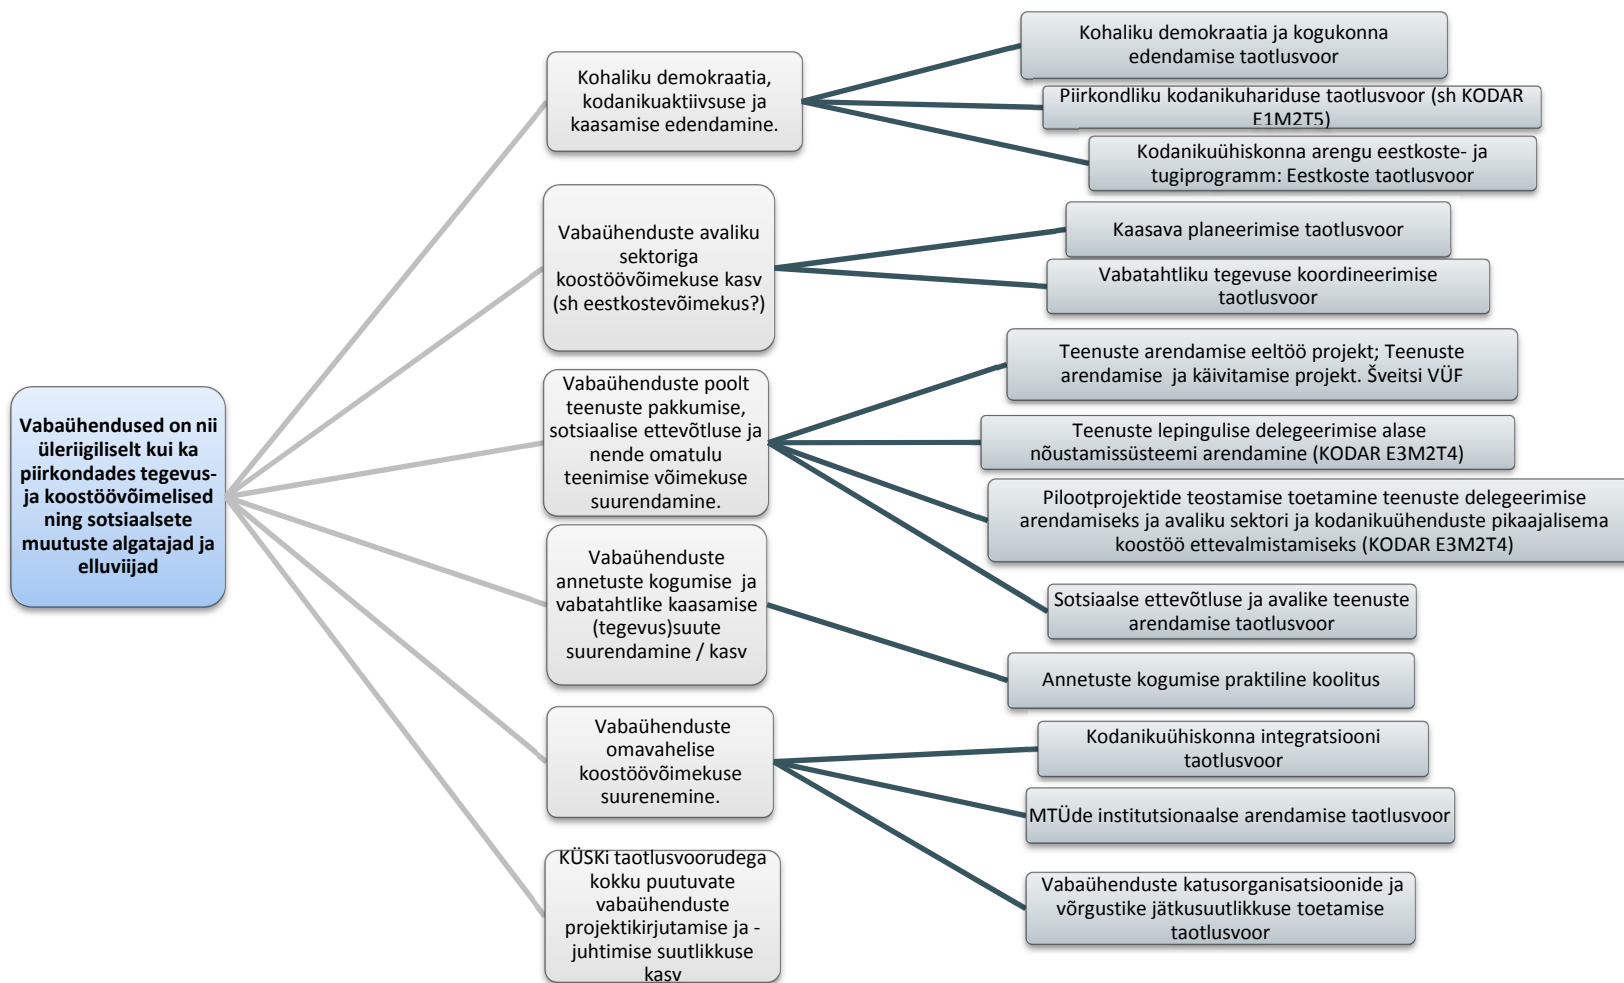 Vabaühendused on nii
üleriigiliselt kui ka
piirkondades tegevus-
ja koostöövõimelised
ning sotsiaalsete
muutuste algatajad ja
elluviijad
Kohaliku demokraatia,
kodanikuaktiivsuse ja
kaasamise edendamine.
Kohaliku demokraatia ja kogukonna
edendamise taotlusvoor
Piirkondliku kodanikuhariduse taotlusvoor (sh KODAR
E1M2T5)
Kodanikuühiskonna arengu eestkoste- ja
tugiprogramm: Eestkoste taotlusvoor
Vabaühenduste avaliku
sektoriga
koostöövõimekuse kasv
(sh eestkostevõimekus?)
Kaasava planeerimise taotlusvoor
Vabatahtliku tegevuse koordineerimise
taotlusvoor
Vabaühenduste poolt
teenuste pakkumise,
sotsiaalise ettevõtluse ja
nende omatulu
teenimise võimekuse
suurendamine.
Teenuste arendamise eeltöö projekt; Teenuste
arendamise  ja käivitamise projekt. Šveitsi VÜF
Teenuste lepingulise delegeerimise alase
nõustamissüsteemi arendamine (KODAR E3M2T4)
Pilootprojektide teostamise toetamine teenuste delegeerimise
arendamiseks ja avaliku sektori ja kodanikuühenduste pikaajalisema
koostöö ettevalmistamiseks (KODAR E3M2T4)
Sotsiaalse ettevõtluse ja avalike teenuste
arendamise taotlusvoor
Vabaühenduste
annetuste kogumise  ja
vabatahtlike kaasamise
(tegevus)suute
suurendamine / kasv
Annetuste kogumise praktiline koolitus
Vabaühenduste
omavahelise
koostöövõimekuse
suurenemine.
Kodanikuühiskonna integratsiooni
taotlusvoor
MTÜde institutsionaalse arendamise taotlusvoor
Vabaühenduste katusorganisatsioonide ja
võrgustike jätkusuutlikkuse toetamise
taotlusvoor
KÜSKi taotlusvoorudega
kokku puutuvate
vabaühenduste
projektikirjutamise ja -
juhtimise suutlikkuse
kasv